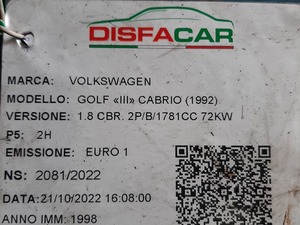 DISFACAR
MARCA: VOLKSWAGEN
MODELLO: GOLF «III» CABRIO (1992)
VERSIONE: 1.8 CBR. 2P/B/1781CC 72KW
P5: 2H
EMISSIONE: EURO 1
NS: 2081/2022
DATA:21/10/2022 16:08:00
ANNO IMM: 1998